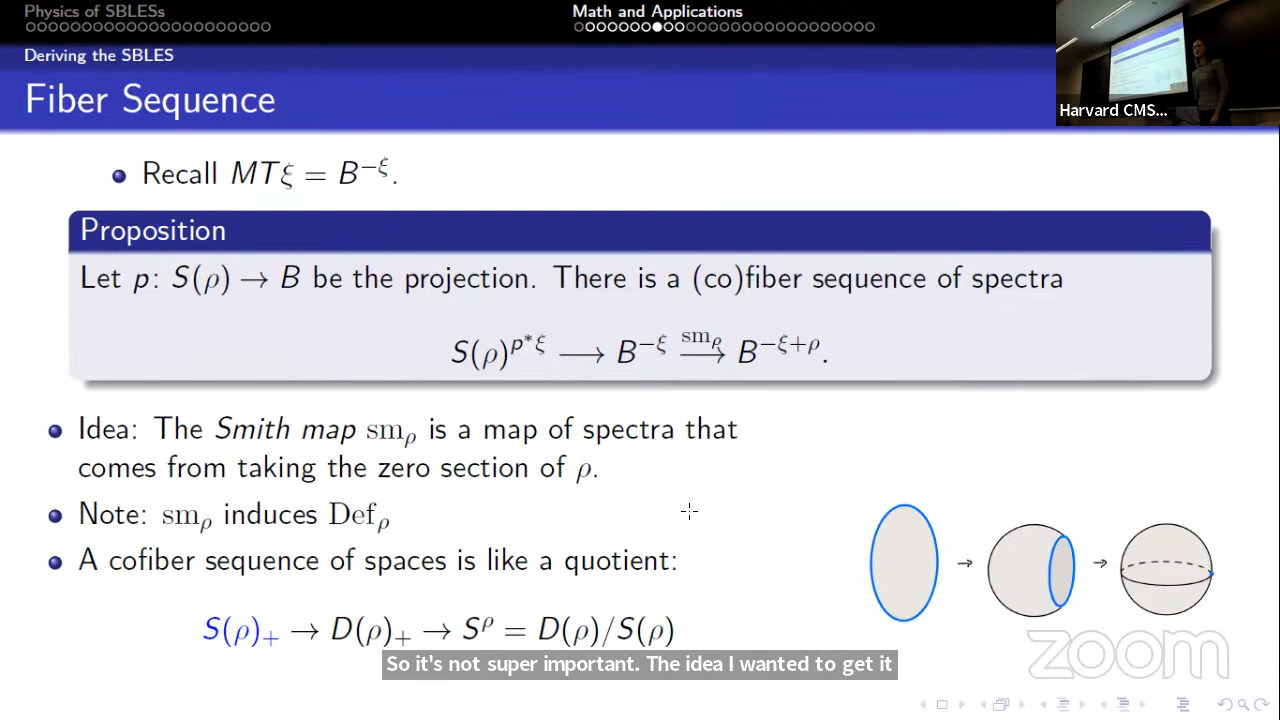 Physics of SBLESs
Math and Applications
Deriving the SBLES
Fiber Sequence
Harvard CMS...
Recall MTξ = B^{−ξ}.
Proposition
Let p: S(ρ) → B be the projection. There is a (co)fiber sequence of spectra
S(ρ)^{p*ξ} ⟶ B^{−ξ} \xrightarrow{sm_ρ} B^{−ξ+ρ}.
Idea: The Smith map sm_ρ is a map of spectra that
comes from taking the zero section of ρ.
Note: sm_ρ induces Def_ρ
A cofiber sequence of spaces is like a quotient:
S(ρ)_+ → D(ρ)_+ → S^ρ = D(ρ)/S(ρ)
So it's not super important. The idea I wanted to get it
zoom